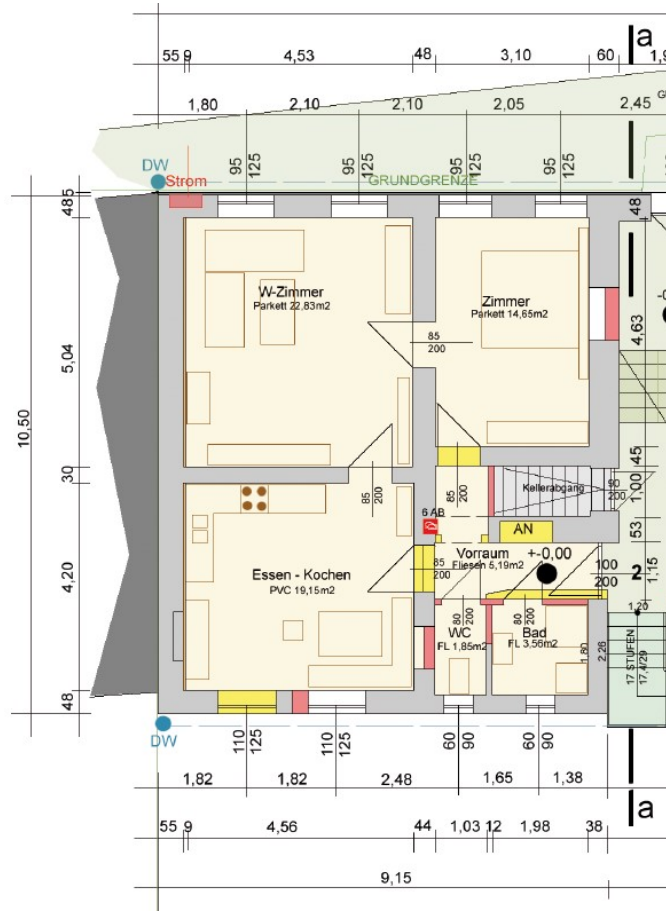 a
55 9 4,53 48 3,10 60 1,9
1,80 2,10 2,10 2,05 2,45
DW
Strom
95
125
95
125
95
125
95
125
GRUNDGRENZE
485
48
W-Zimmer
Parkett 22,83m2
Zimmer
Parkett 14,65m2
85
200
4,63
5,04
10,50
45
30
85
200
85
200
Kellerabgang
90
200
1,00
6 AB
AN
53
Vorraum
Fliesen 5,19m2
+-0,00
85
200
100
200
2
1,15
Essen - Kochen
PVC 19,15m2
4,20
80
200
80
200
1,20
WC
FL 1,85m2
Bad
FL 3,56m2
1,80
2,26
17 STUFEN
17,4/29
48
DW
110
125
110
125
60
90
60
90
1,82 1,82 2,48 1,65 1,38
a
55 9 4,56 44 1,03 12 1,98 38
9,15